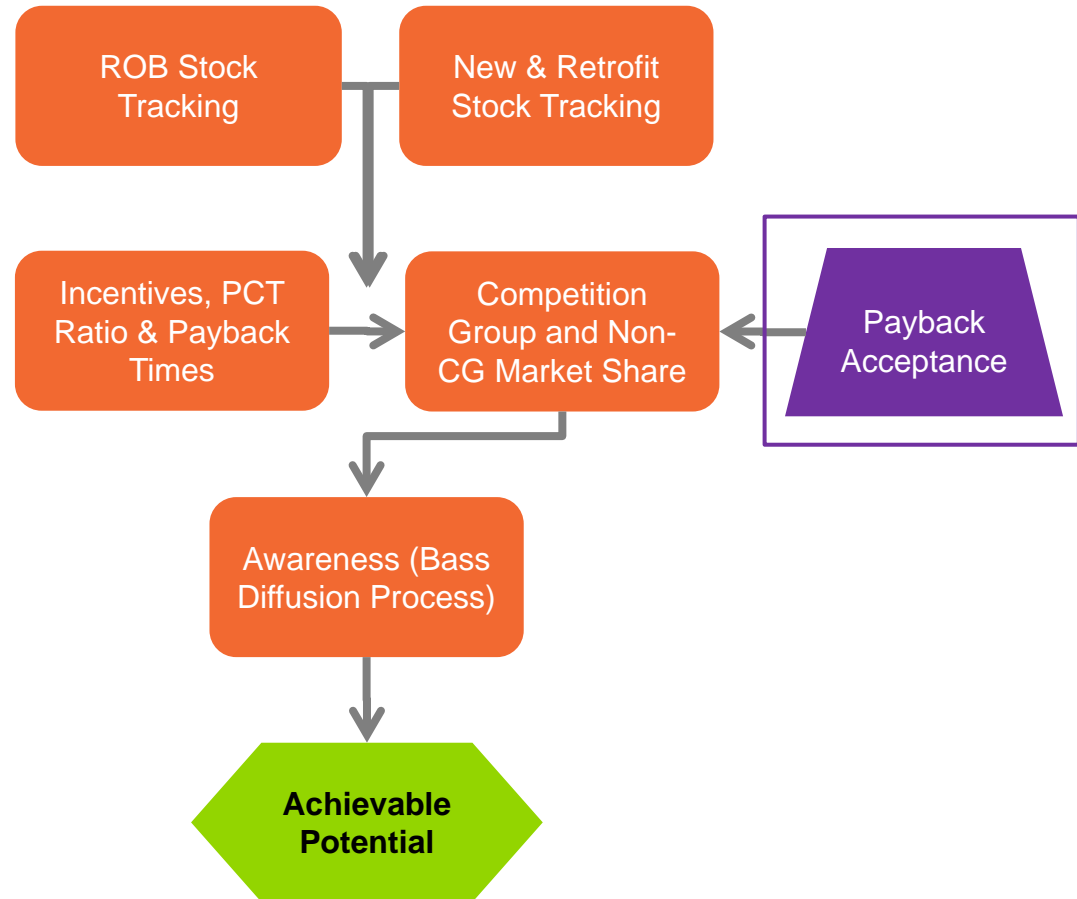 ROB Stock
Tracking
New & Retrofit
Stock Tracking
Incentives, PCT
Ratio & Payback
Times
Competition
Group and Non-
CG Market Share
Payback
Acceptance
Awareness (Bass
Diffusion Process)
Achievable
Potential